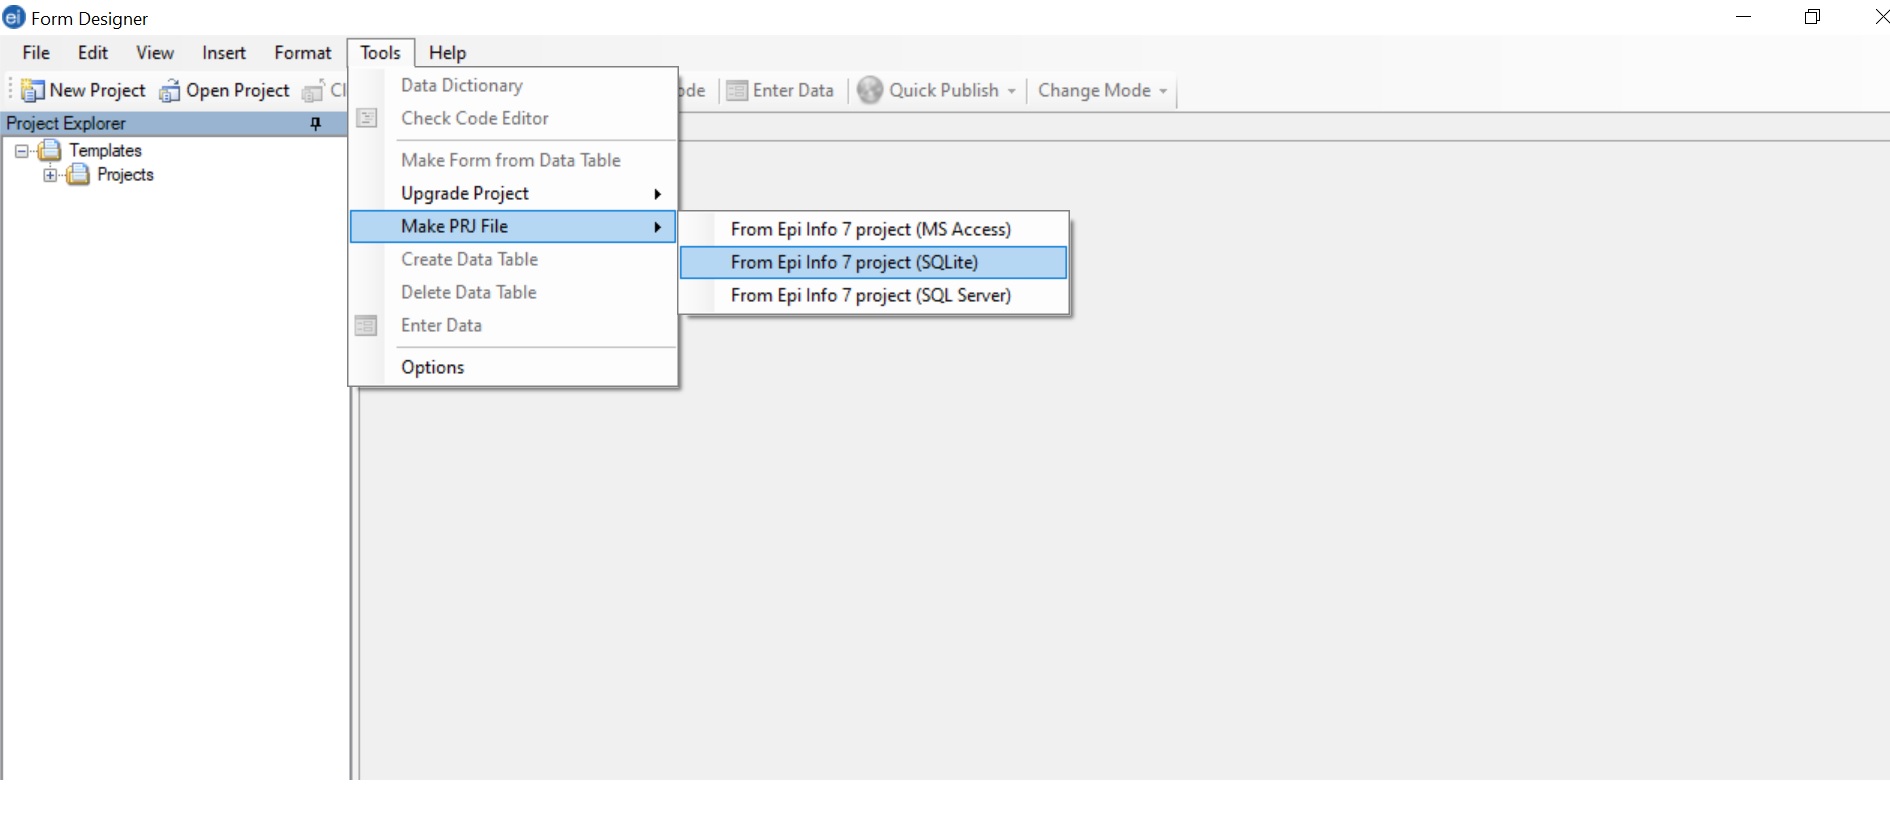 ei Form Designer
File Edit View Insert Format Tools Help
New Project Open Project Enter Data Quick Publish Change Mode
Project Explorer
Templates
Projects
Data Dictionary
Check Code Editor
Make Form from Data Table
Upgrade Project
Make PRJ File
Create Data Table
Delete Data Table
Enter Data
Options
From Epi Info 7 project (MS Access)
From Epi Info 7 project (SQLite)
From Epi Info 7 project (SQL Server)